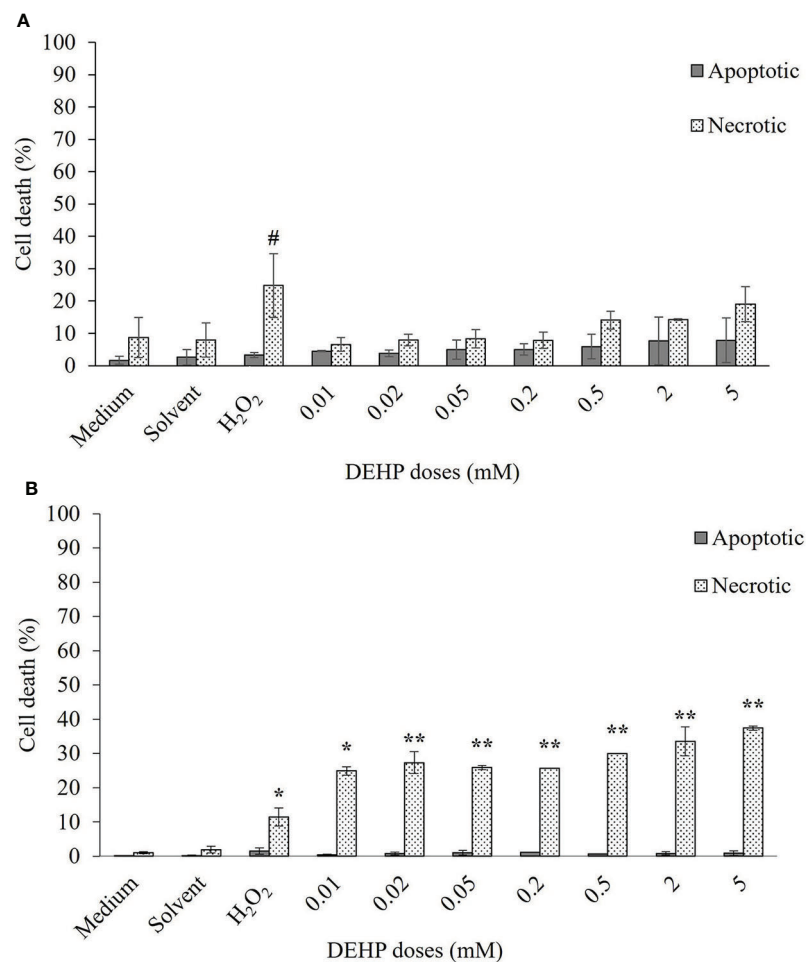 A
100
90
80
70
60
50
40
30
20
10
0
Cell death (%)
Apoptotic
Necrotic
#
Medium
Solvent
H₂O₂
0.01
0.02
0.05
0.2
0.5
2
5
DEHP doses (mM)
B
100
90
80
70
60
50
40
30
20
10
0
Cell death (%)
Apoptotic
Necrotic
*
*
**
**
**
**
**
**
Medium
Solvent
H₂O₂
0.01
0.02
0.05
0.2
0.5
2
5
DEHP doses (mM)